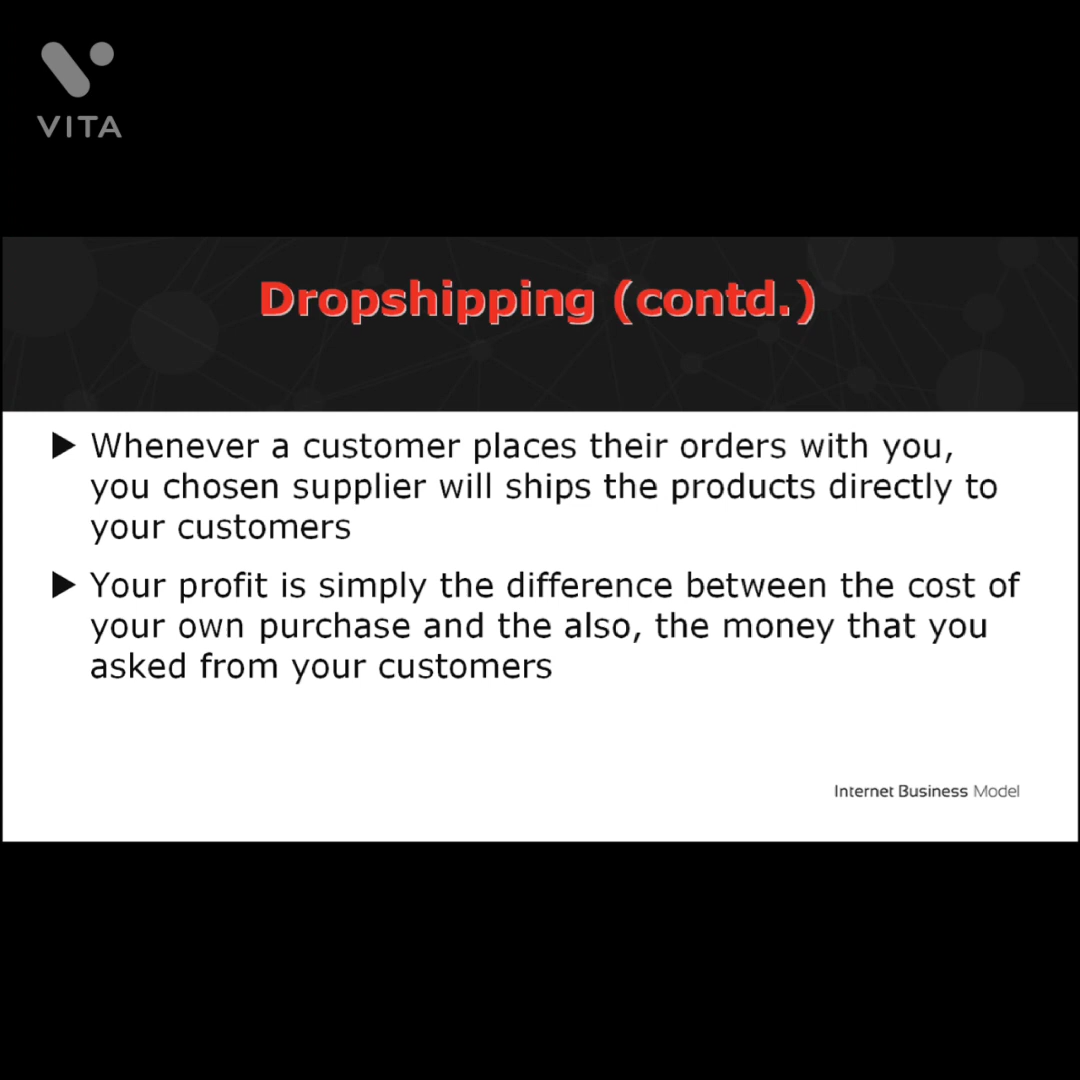 VITA
Dropshipping (contd.)
Whenever a customer places their orders with you,
you chosen supplier will ships the products directly to
your customers
Your profit is simply the difference between the cost of
your own purchase and the also, the money that you
asked from your customers
Internet Business Model